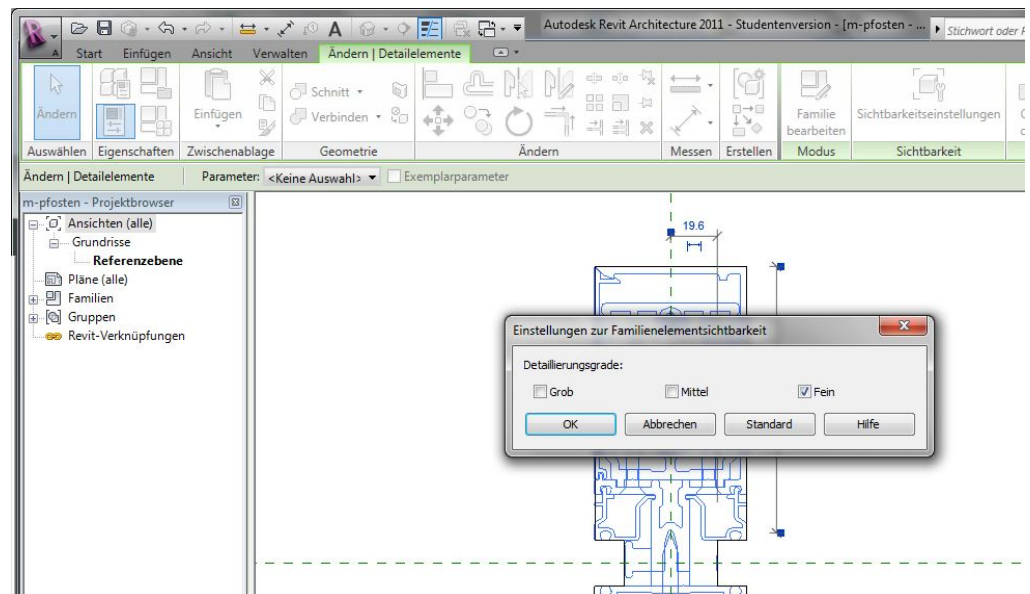 Autodesk Revit Architecture 2011 - Studentenversion - [m-pfosten - ...
Stichwort oder
Start Einfügen Ansicht Verwalten Ändern | Detailelemente
Ändern Einfügen Schnitt Verbinden Familie bearbeiten Sichtbarkeitseinstellungen
Auswählen Eigenschaften Zwischenablage Geometrie Ändern Messen Erstellen Modus Sichtbarkeit
Ändern | Detailelemente Parameter: <Keine Auswahl> Exemplarparameter
m-pfosten - Projektbrowser
Ansichten (alle)
Grundrisse
Referenzebene
Pläne (alle)
Familien
Gruppen
Revit-Verknüpfungen
19.6
Einstellungen zur Familienelementsichtbarkeit
Detaillierungsgrade:
Grob Mittel Fein
OK Abbrechen Standard Hilfe